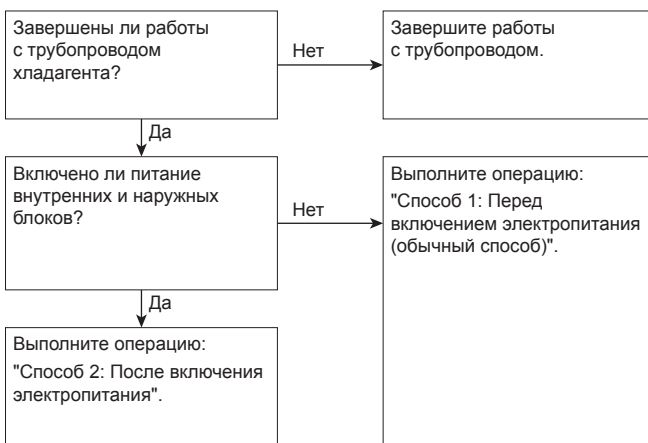 Завершены ли работы
с трубопроводом
хладагента?
Нет
Завершите работы
с трубопроводом.
Да
Включено ли питание
внутренних и наружных
блоков?
Нет
Выполните операцию:
"Способ 1: Перед
включением электропитания
(обычный способ)".
Да
Выполните операцию:
"Способ 2: После включения
электропитания".